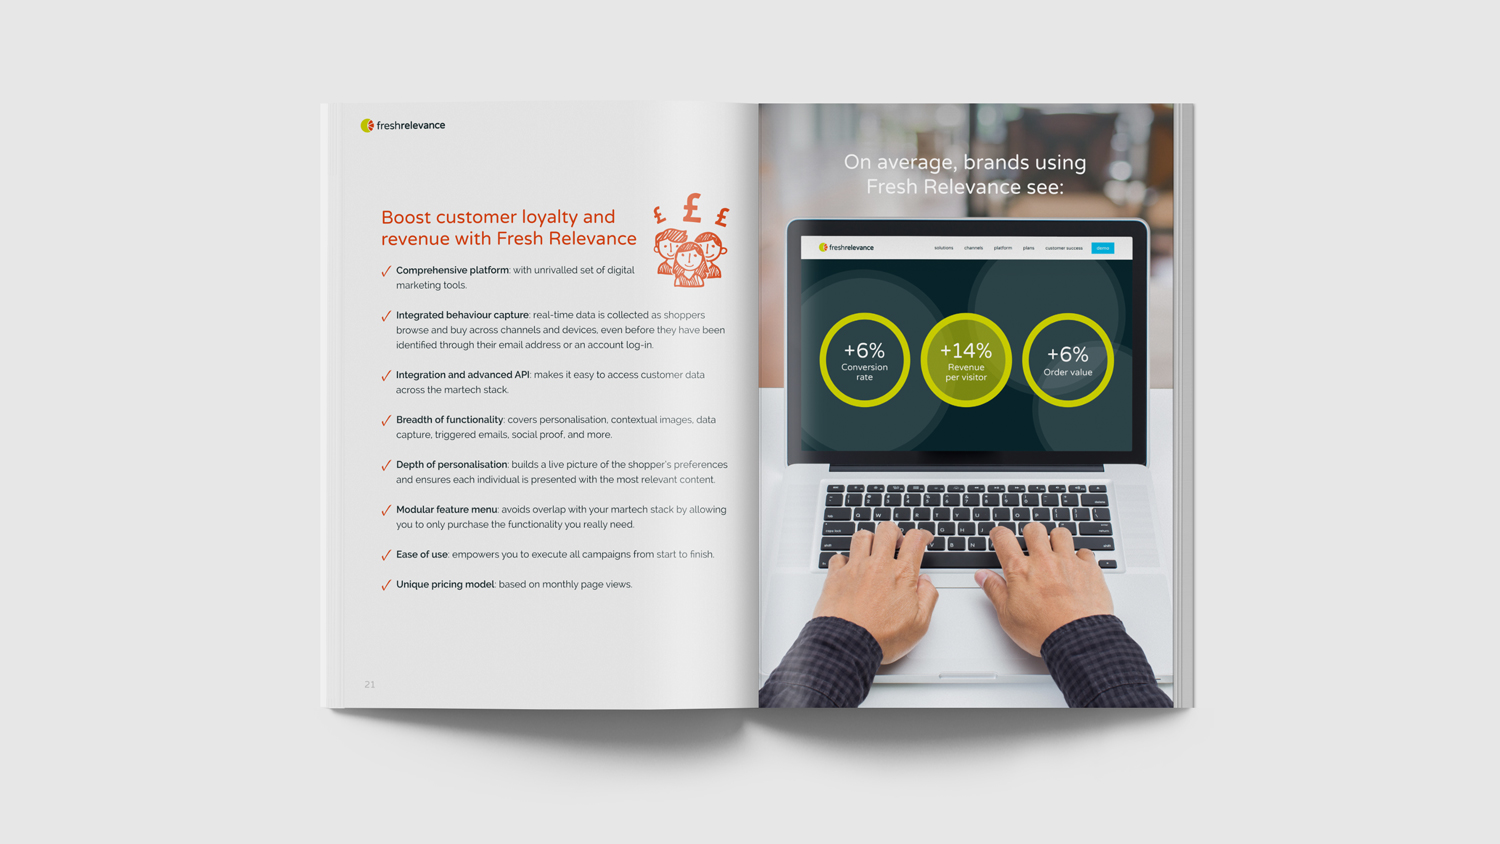 freshrelevance
Boost customer loyalty and
revenue with Fresh Relevance
£ £ £
✓ Comprehensive platform: with unrivalled set of digital
marketing tools.
✓ Integrated behaviour capture: real-time data is collected as shoppers
browse and buy across channels and devices, even before they have been
identified through their email address or an account log-in.
✓ Integration and advanced API: makes it easy to access customer data
across the martech stack.
✓ Breadth of functionality: covers personalisation, contextual images, data
capture, triggered emails, social proof, and more.
✓ Depth of personalisation: builds a live picture of the shopper's preferences
and ensures each individual is presented with the most relevant content.
✓ Modular feature menu: avoids overlap with your martech stack by allowing
you to only purchase the functionality you really need.
✓ Ease of use: empowers you to execute all campaigns from start to finish.
✓ Unique pricing model: based on monthly page views.
21
On average, brands using
Fresh Relevance see:
freshrelevance solutions channels platform plans customer success demo
+6%
Conversion
rate
+14%
Revenue
per visitor
+6%
Order value